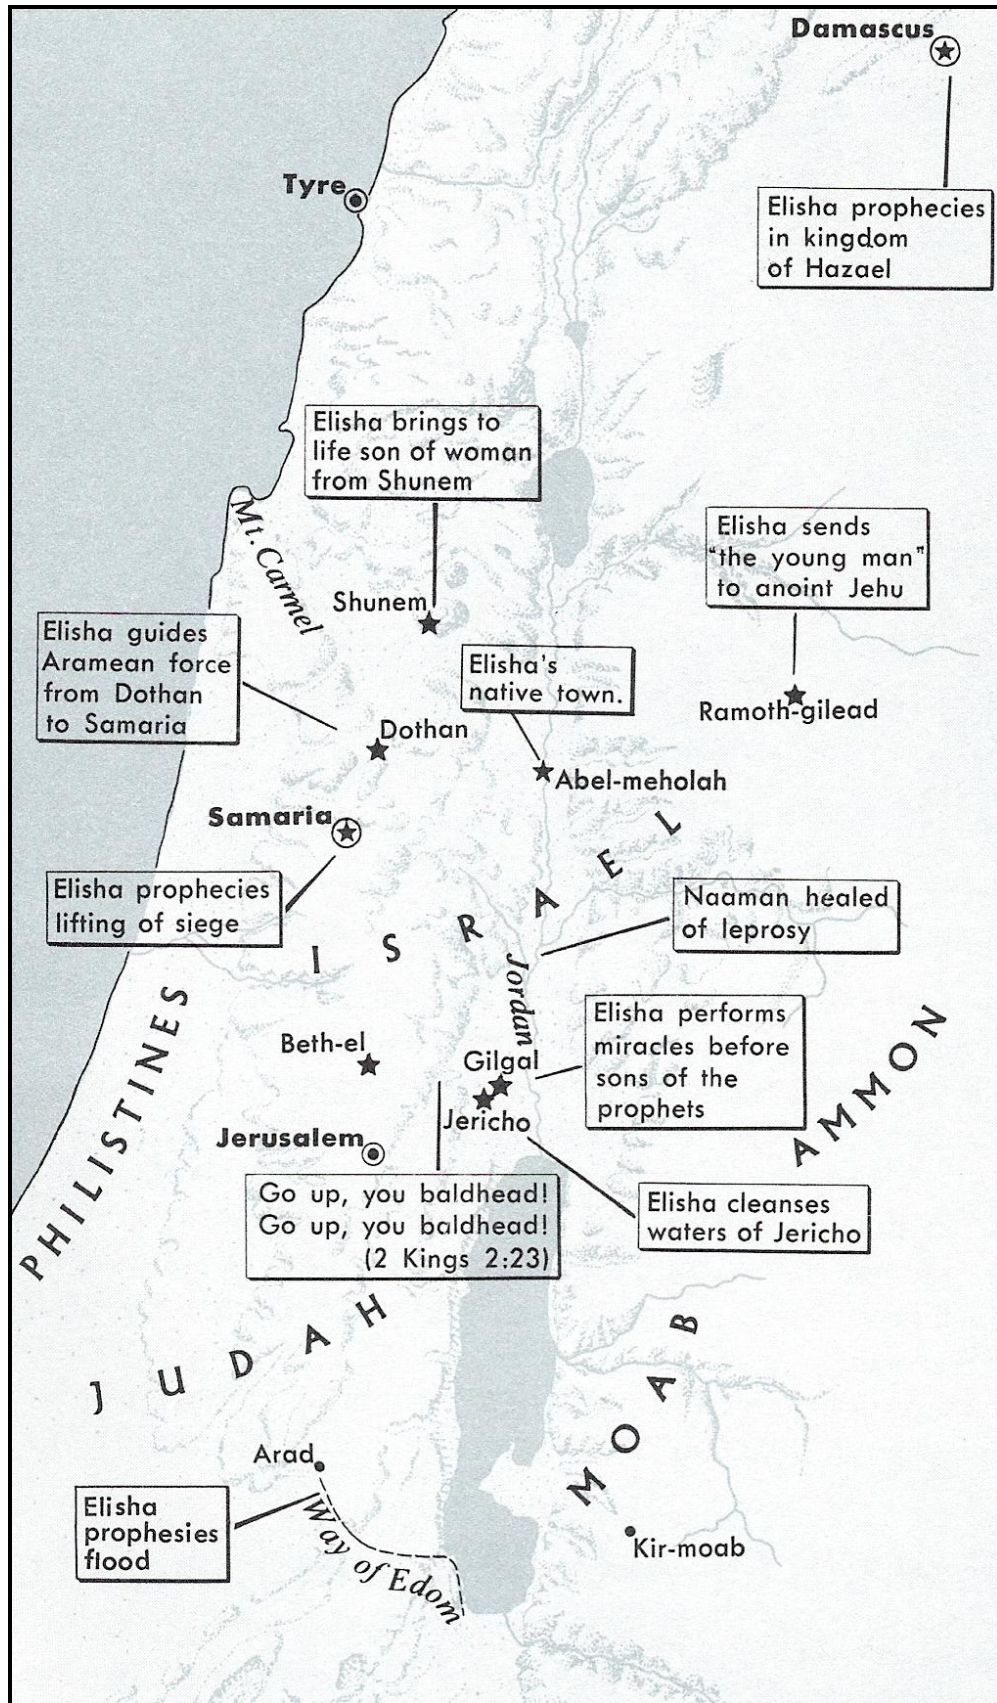 Damascus
Tyre
Elisha prophecies
in kingdom
of Hazael
Elisha brings to
life son of woman
from Shunem
Mt. Carmel
Elisha sends
"the young man"
to anoint Jehu
Shunem
Elisha guides
Aramean force
from Dothan
to Samaria
Elisha's
native town.
Ramoth-gilead
Dothan
Abel-meholah
Samaria
Elisha prophecies
lifting of siege
ISRAEL
Naaman healed
of leprosy
Jordan
PHILISTINES
Elisha performs
miracles before
sons of the
prophets
Beth-el
Gilgal
Jericho
AMMON
Jerusalem
Go up, you baldhead!
Go up, you baldhead!
(2 Kings 2:23)
Elisha cleanses
waters of Jericho
JUDAH
MOAB
Arad
Elisha
prophesies
flood
Way of Edom
Kir-moab